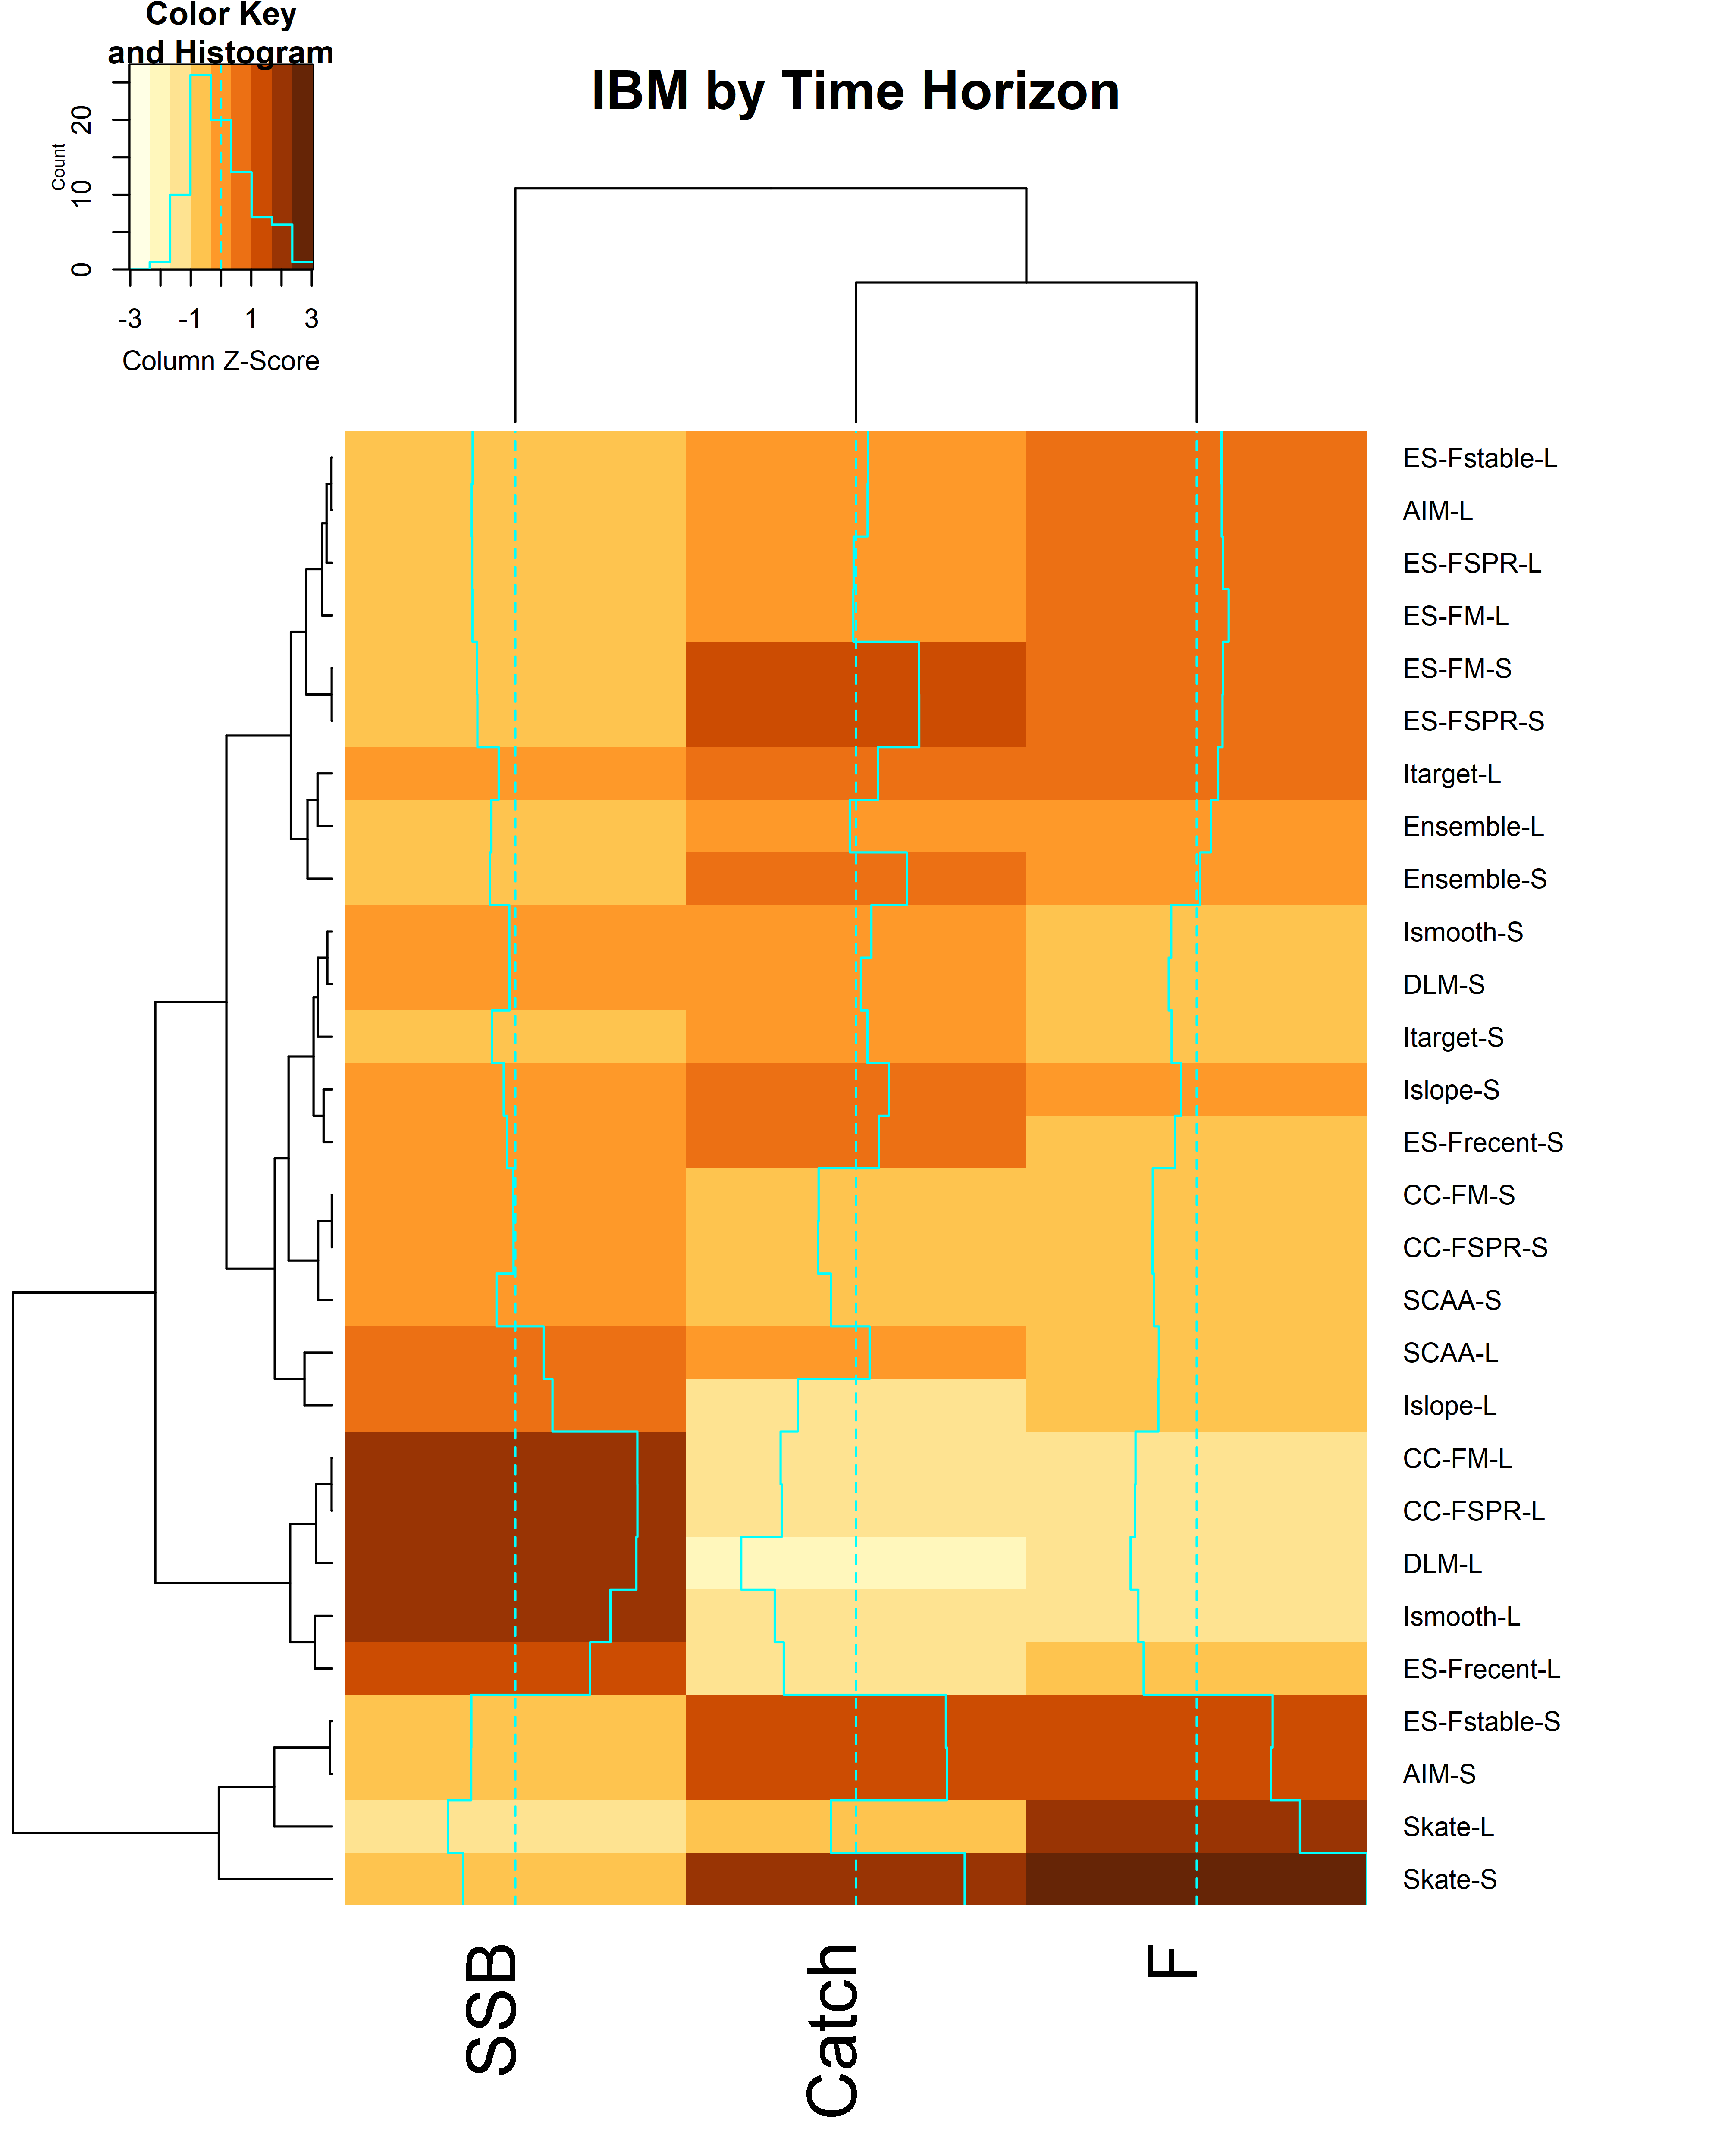 Color Key
and Histogram
IBM by Time Horizon
Count
0 10 20
-3 -1 1 3
Column Z-Score
ES-Fstable-L
AIM-L
ES-FSPR-L
ES-FM-L
ES-FM-S
ES-FSPR-S
Itarget-L
Ensemble-L
Ensemble-S
Ismooth-S
DLM-S
Itarget-S
Islope-S
ES-Frecent-S
CC-FM-S
CC-FSPR-S
SCAA-S
SCAA-L
Islope-L
CC-FM-L
CC-FSPR-L
DLM-L
Ismooth-L
ES-Frecent-L
ES-Fstable-S
AIM-S
Skate-L
Skate-S
SSB
Catch
F